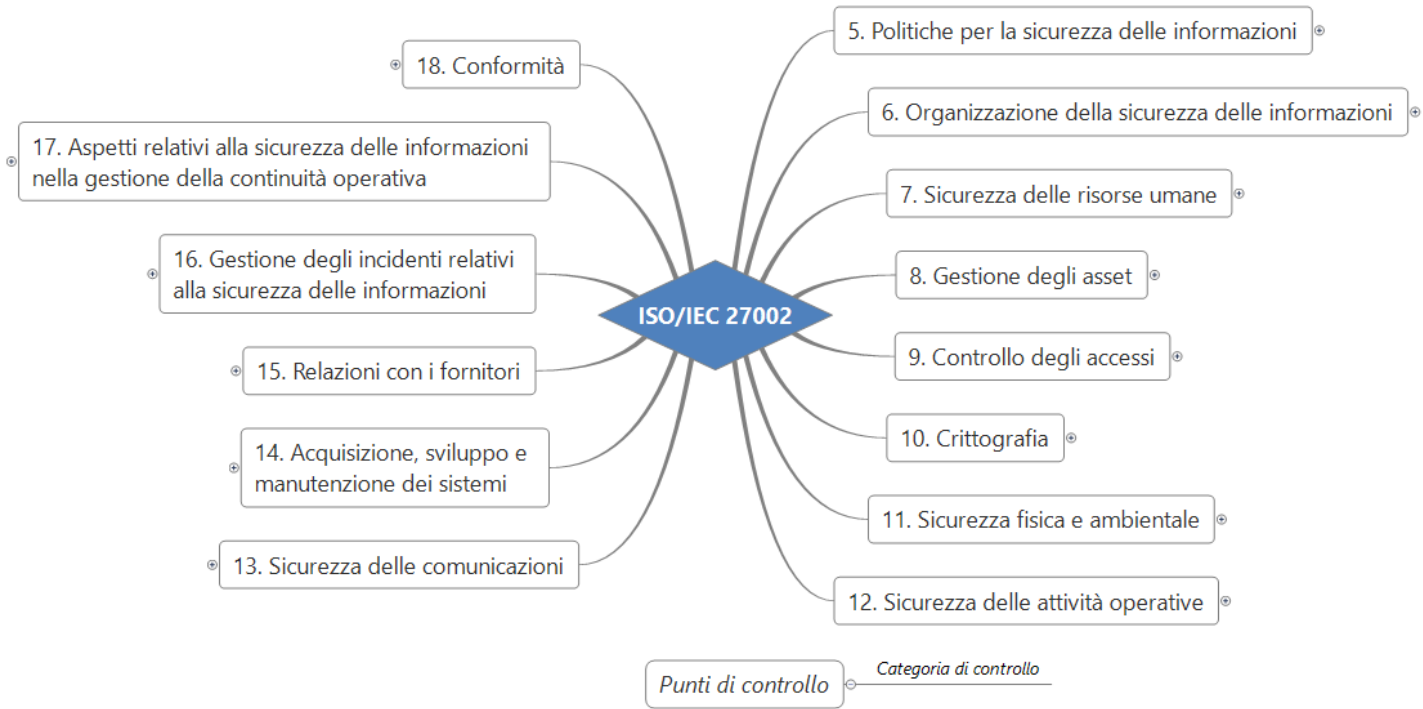 5. Politiche per la sicurezza delle informazioni
6. Organizzazione della sicurezza delle informazioni
7. Sicurezza delle risorse umane
8. Gestione degli asset
9. Controllo degli accessi
10. Crittografia
11. Sicurezza fisica e ambientale
12. Sicurezza delle attività operative
13. Sicurezza delle comunicazioni
14. Acquisizione, sviluppo e
manutenzione dei sistemi
15. Relazioni con i fornitori
16. Gestione degli incidenti relativi
alla sicurezza delle informazioni
17. Aspetti relativi alla sicurezza delle informazioni
nella gestione della continuità operativa
18. Conformità
ISO/IEC 27002
Punti di controllo
Categoria di controllo